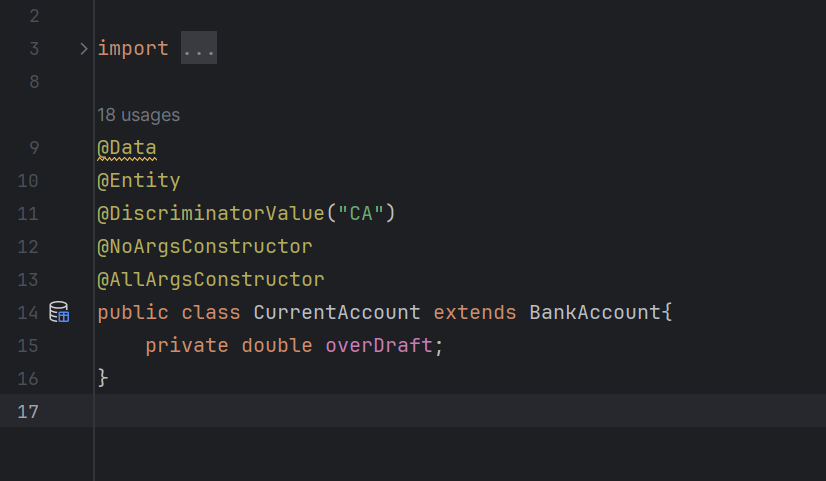 2
3 import ...
8
18 usages
9 @Data
10 @Entity
11 @DiscriminatorValue("CA")
12 @NoArgsConstructor
13 @AllArgsConstructor
14 public class CurrentAccount extends BankAccount{
15 private double overDraft;
16 }
17